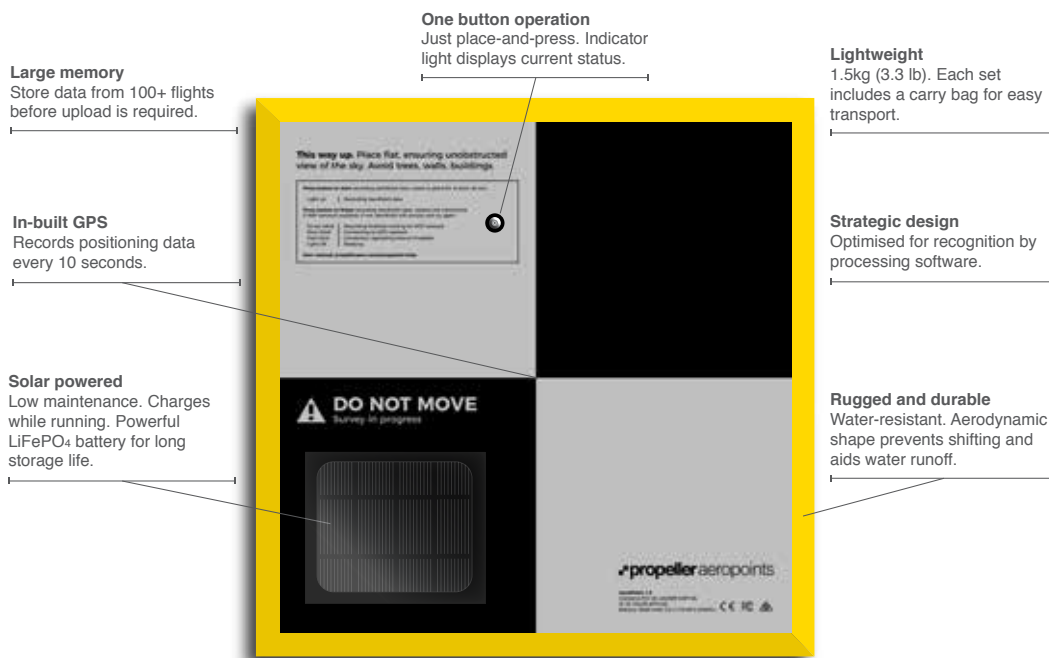 One button operation
Just place-and-press. Indicator
light displays current status.
Large memory
Store data from 100+ flights
before upload is required.
Lightweight
1.5kg (3.3 lb). Each set
includes a carry bag for easy
transport.
This way up. Place flat, ensuring unobstructed
view of the sky. Avoid trees, walls, buildings.
In-built GPS
Records positioning data
every 10 seconds.
Strategic design
Optimised for recognition by
processing software.
Solar powered
Low maintenance. Charges
while running. Powerful
LiFePO4 battery for long
storage life.
DO NOT MOVE
Survey in progress
Rugged and durable
Water-resistant. Aerodynamic
shape prevents shifting and
aids water runoff.
propelleraeropoints
CE FC